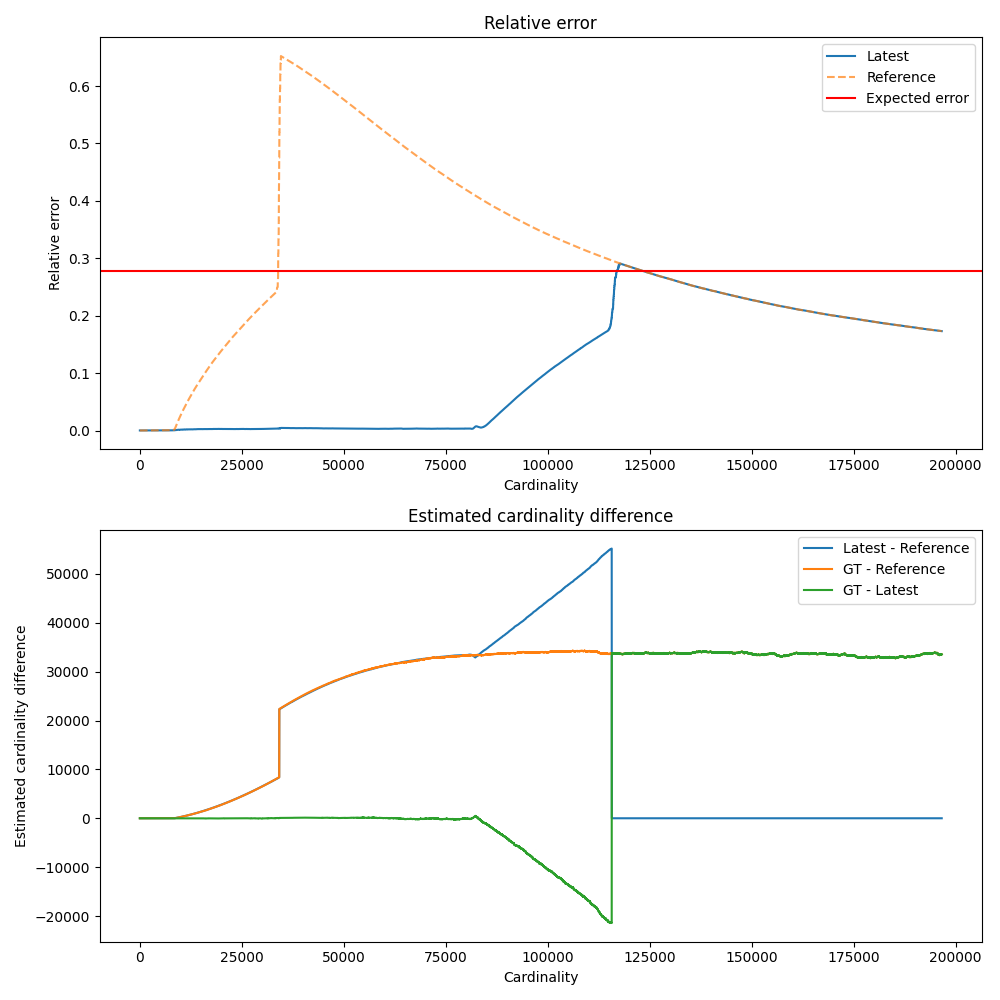 Relative error
Latest
Reference
Expected error
0.6
0.5
0.4
0.3
0.2
0.1
0.0
Relative error
0 25000 50000 75000 100000 125000 150000 175000 200000
Cardinality
Estimated cardinality difference
Latest - Reference
GT - Reference
GT - Latest
50000
40000
30000
20000
10000
0
−10000
−20000
Estimated cardinality difference
0 25000 50000 75000 100000 125000 150000 175000 200000
Cardinality